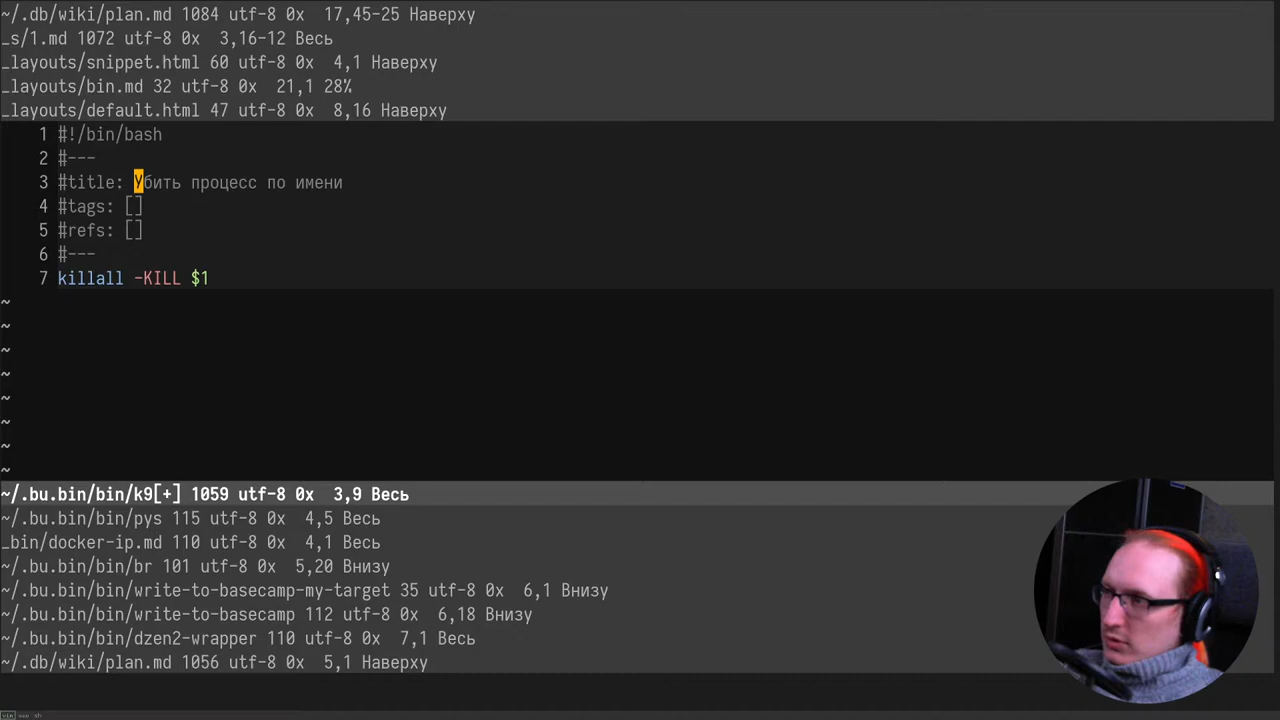 ~/.db/wiki/plan.md 1084 utf-8 0x  17,45-25 Наверху
_s/1.md 1072 utf-8 0x  3,16-12 Весь
_layouts/snippet.html 60 utf-8 0x  4,1 Наверху
_layouts/bin.md 32 utf-8 0x  21,1 28%
_layouts/default.html 47 utf-8 0x  8,16 Наверху
1 #!/bin/bash
2 #---
3 #title: Убить процесс по имени
4 #tags: []
5 #refs: []
6 #---
7 killall -KILL $1
~
~
~
~
~
~
~
~
~/.bu.bin/bin/k9[+] 1059 utf-8 0x  3,9 Весь
~/.bu.bin/bin/pys 115 utf-8 0x  4,5 Весь
_bin/docker-ip.md 110 utf-8 0x  4,1 Весь
~/.bu.bin/bin/br 101 utf-8 0x  5,20 Внизу
~/.bu.bin/bin/write-to-basecamp-my-target 35 utf-8 0x  6,1 Внизу
~/.bu.bin/bin/write-to-basecamp 112 utf-8 0x  6,18 Внизу
~/.bu.bin/bin/dzen2-wrapper 110 utf-8 0x  7,1 Весь
~/.db/wiki/plan.md 1056 utf-8 0x  5,1 Наверху